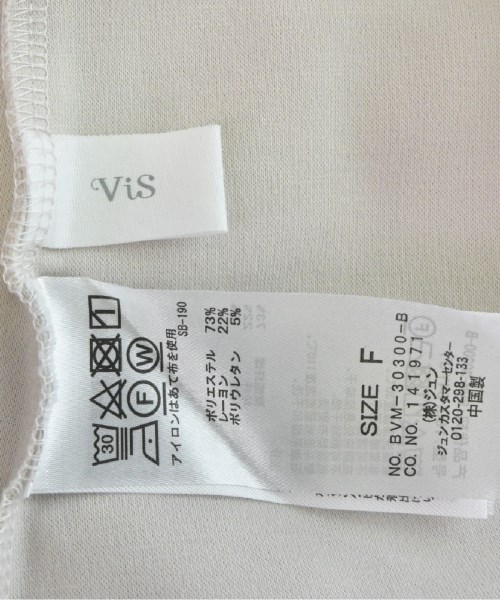 ViS
30
F
W
アイロンはあて布を使用
SB-190
ポリエステル 73%
レーヨン 22%
ポリウレタン 5%
SIZE F
NO. BVM-30300-B
CO. NO. 141971
(株)ジュン
ジュンカスタマーセンター
0120-298-133
中国製